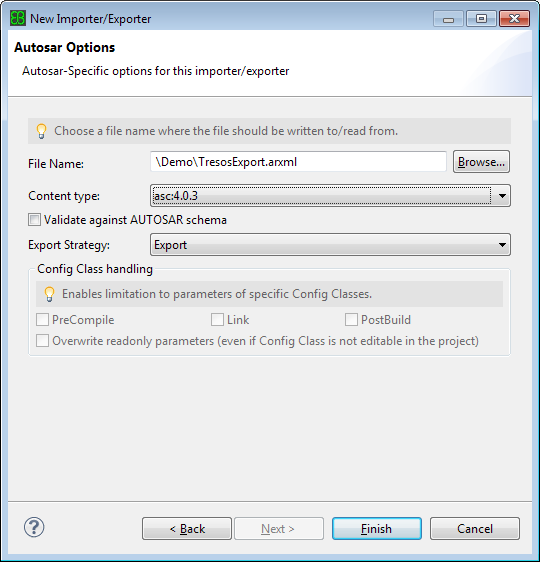 New Importer/Exporter
Autosar Options
Autosar-Specific options for this importer/exporter
Choose a file name where the file should be written to/read from.
File Name: \Demo\TresosExport.arxml Browse...
Content type: asc:4.0.3
Validate against AUTOSAR schema
Export Strategy: Export
Config Class handling
Enables limitation to parameters of specific Config Classes.
PreCompile Link PostBuild
Overwrite readonly parameters (even if Config Class is not editable in the project)
? < Back Next > Finish Cancel